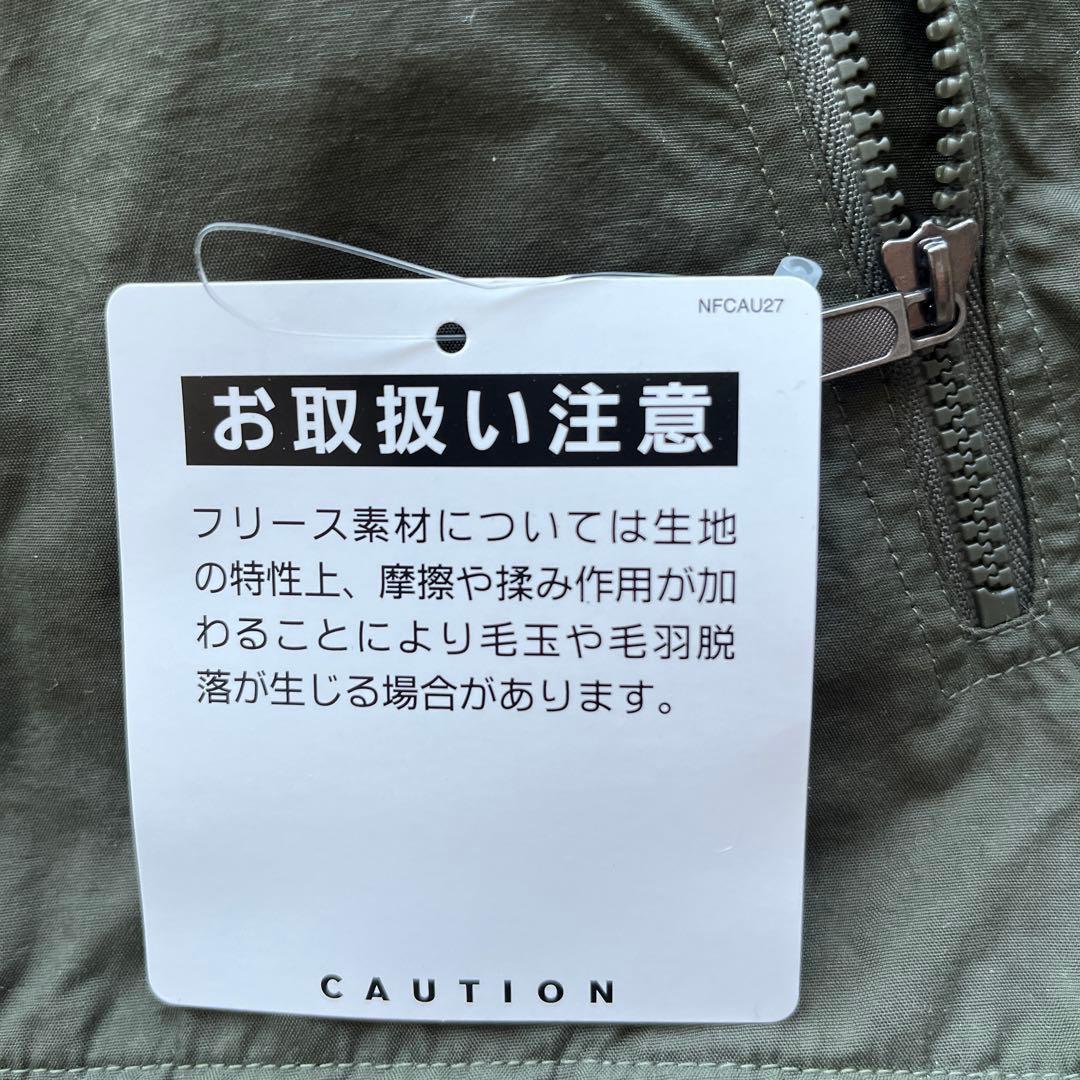 NFCAU27
お取扱い注意
フリース素材については生地
の特性上、摩擦や揉み作用が加
わることにより毛玉や毛羽脱
落が生じる場合があります。
CAUTION